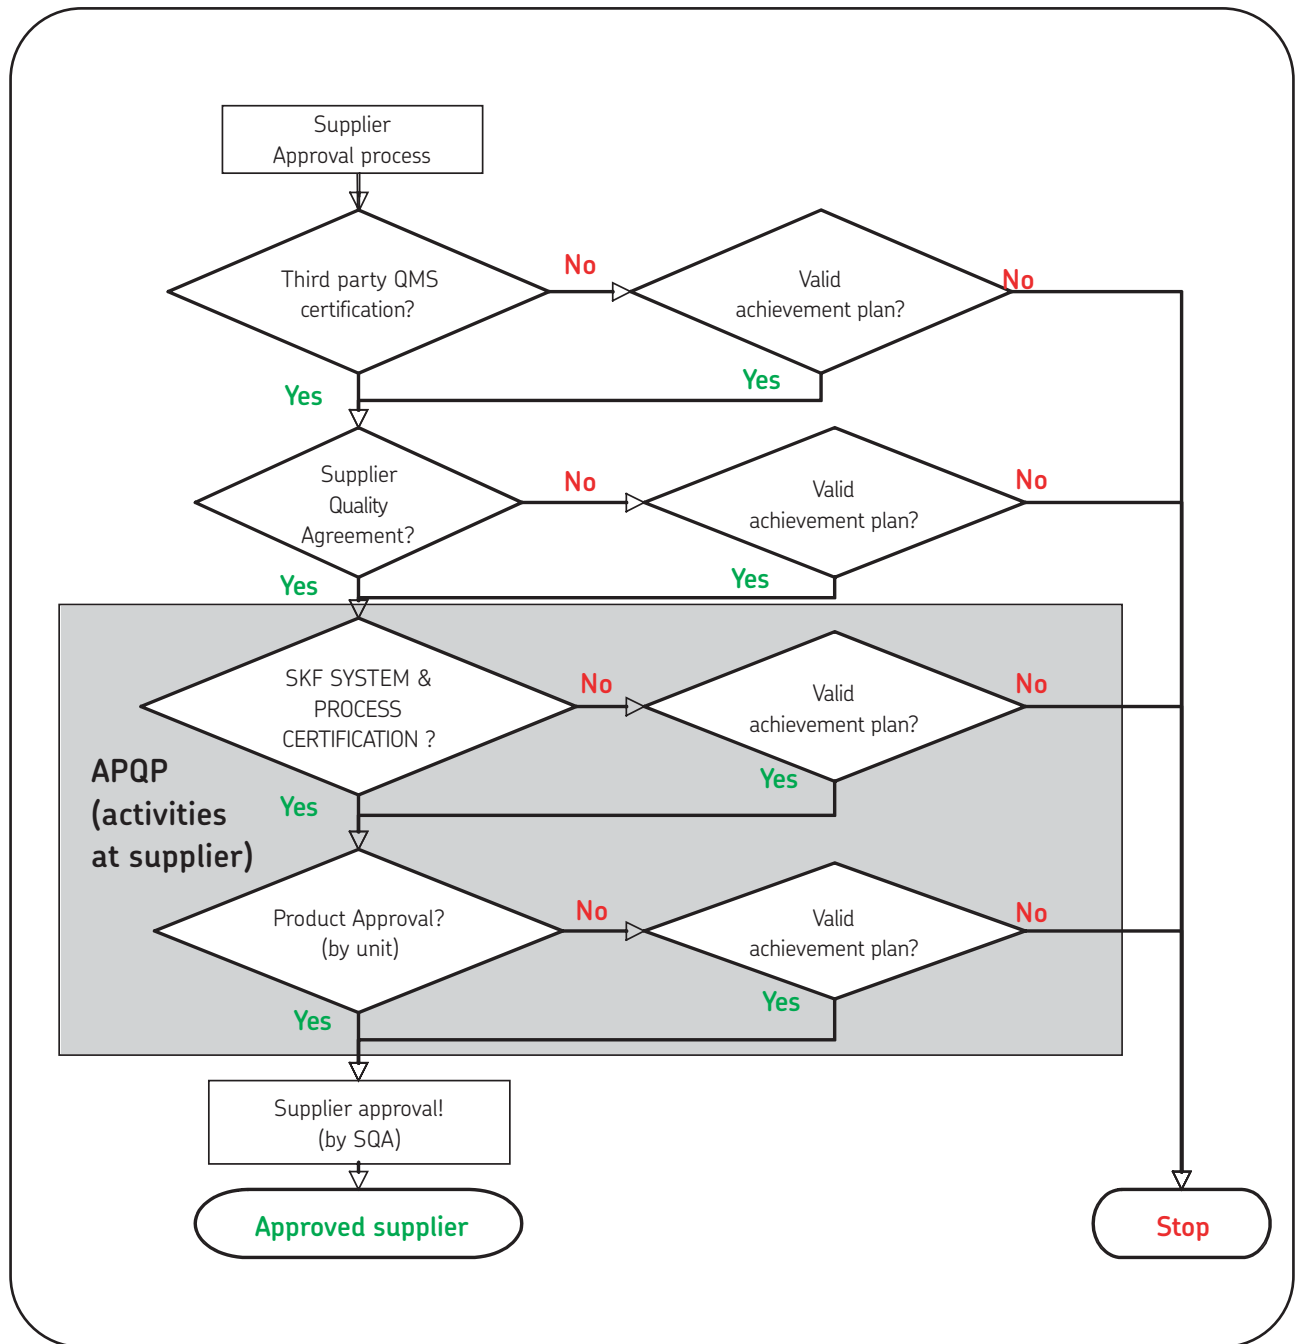 Supplier
Approval process
Third party QMS
certification?
No
Valid
achievement plan?
No
Yes
Yes
Supplier
Quality
Agreement?
No
Valid
achievement plan?
No
Yes
Yes
SKF SYSTEM &
PROCESS
CERTIFICATION ?
No
Valid
achievement plan?
No
APQP
(activities
at supplier)
Yes
Yes
Product Approval?
(by unit)
No
Valid
achievement plan?
No
Yes
Yes
Supplier approval!
(by SQA)
Approved supplier
Stop